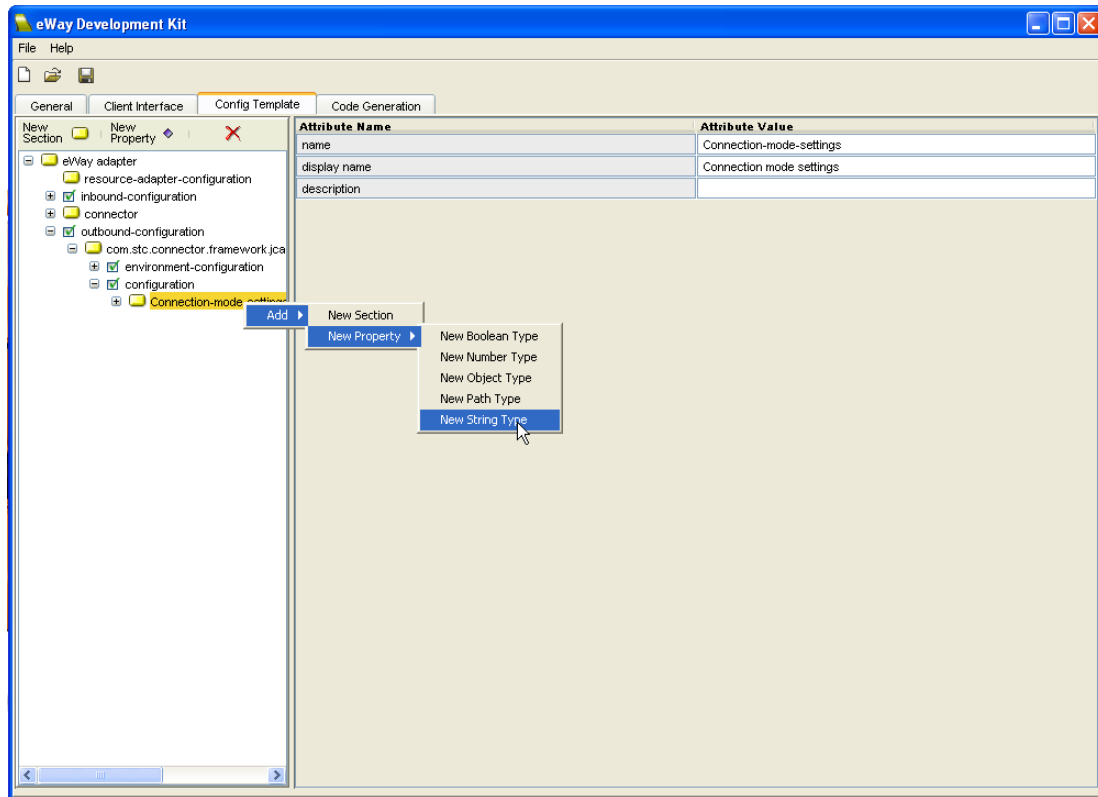 eWay Development Kit
File Help
General Client Interface Config Template Code Generation
New Section New Property
Attribute Name Attribute Value
name Connection-mode-settings
display name Connection mode settings
description
eWay adapter
resource-adapter-configuration
inbound-configuration
connector
outbound-configuration
com.stc.connector.framework.jca
environment-configuration
configuration
Connection-mode-settings
Add New Section
New Property New Boolean Type
New Number Type
New Object Type
New Path Type
New String Type